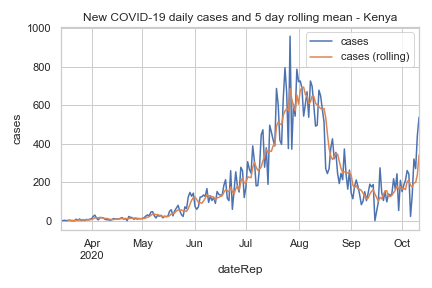 New COVID-19 daily cases and 5 day rolling mean - Kenya
cases
cases (rolling)
1000
800
600
400
200
0
cases
Apr
2020
May
Jun
Jul
Aug
Sep
Oct
dateRep